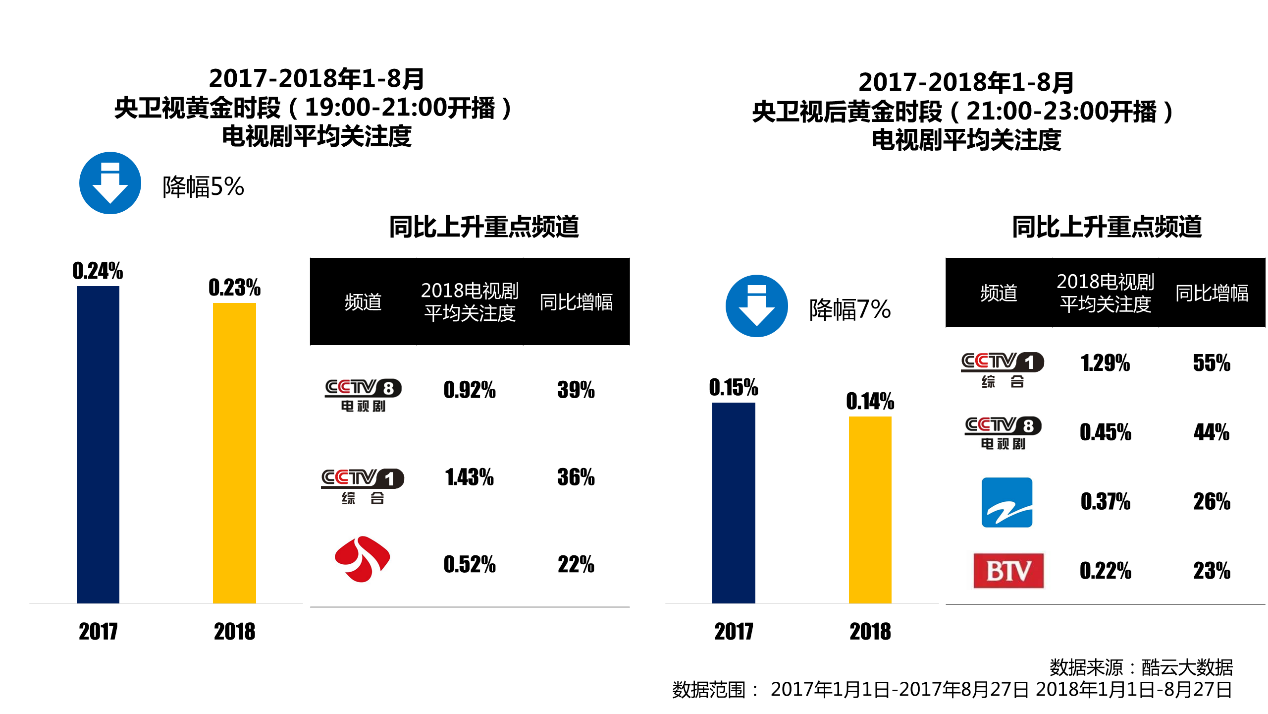 2017-2018年1-8月
央卫视黄金时段（19:00-21:00开播）
电视剧平均关注度
降幅5%
同比上升重点频道
0.24%
0.23%
2017
2018
频道
2018电视剧
平均关注度
同比增幅
CCTV 8
电视剧
0.92%
39%
CCTV 1
综 合
1.43%
36%
0.52%
22%
2017-2018年1-8月
央卫视后黄金时段（21:00-23:00开播）
电视剧平均关注度
降幅7%
同比上升重点频道
0.15%
0.14%
2017
2018
频道
2018电视剧
平均关注度
同比增幅
CCTV 1
综 合
1.29%
55%
CCTV 8
电视剧
0.45%
44%
0.37%
26%
BTV
0.22%
23%
数据来源：酷云大数据
数据范围： 2017年1月1日-2017年8月27日 2018年1月1日-8月27日